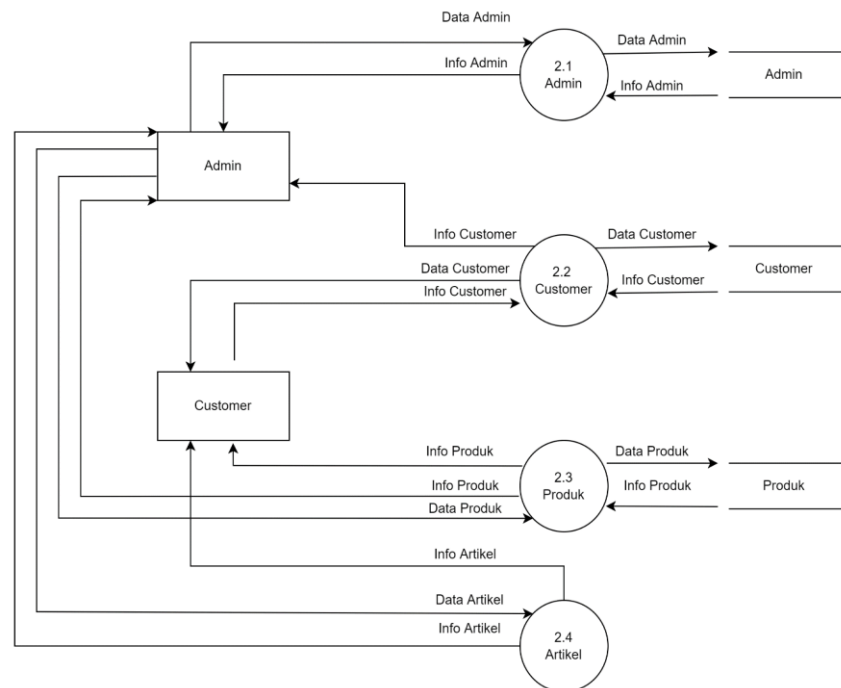 Data Admin
Info Admin
2.1
Admin
Data Admin
Info Admin
Admin
Admin
Info Customer
Data Customer
Info Customer
2.2
Customer
Data Customer
Info Customer
Customer
Customer
Info Produk
Info Produk
Data Produk
2.3
Produk
Data Produk
Info Produk
Produk
Info Artikel
Data Artikel
Info Artikel
2.4
Artikel